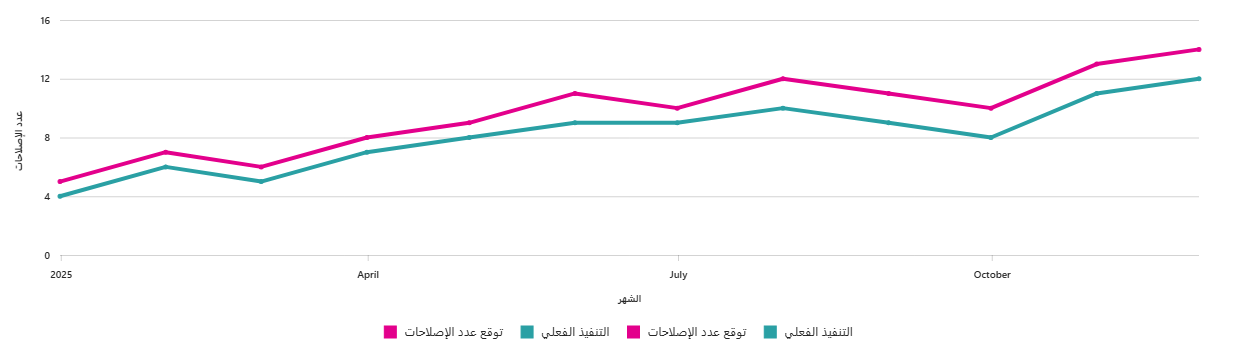 16
12
8
4
0
عدد الإصلاحات
2025 April July October
الشهر
توقع عدد الإصلاحات التنفيذ الفعلي توقع عدد الإصلاحات التنفيذ الفعلي